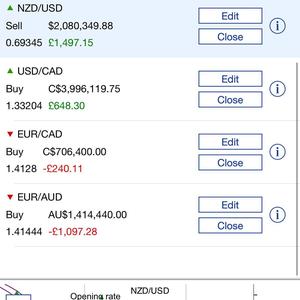 NZD/USD
Sell $2,080,349.88
0.69345 £1,497.15
Edit
Close
i
USD/CAD
Buy C$3,996,119.75
1.33204 £648.30
Edit
Close
i
EUR/CAD
Buy C$706,400.00
1.4128 -£240.11
Edit
Close
i
EUR/AUD
Buy AU$1,414,440.00
1.41444 -£1,097.28
Edit
Close
i
NZD/USD
Opening rate